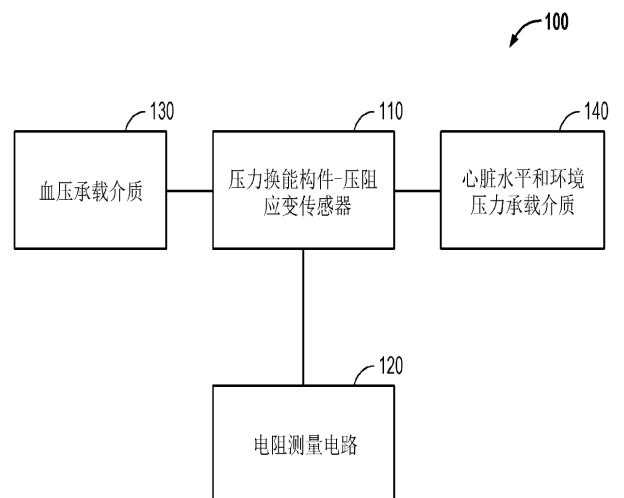 100
130
110
140
血压承载介质
压力换能构件-压阻
应变传感器
心脏水平和环境
压力承载介质
120
电阻测量电路